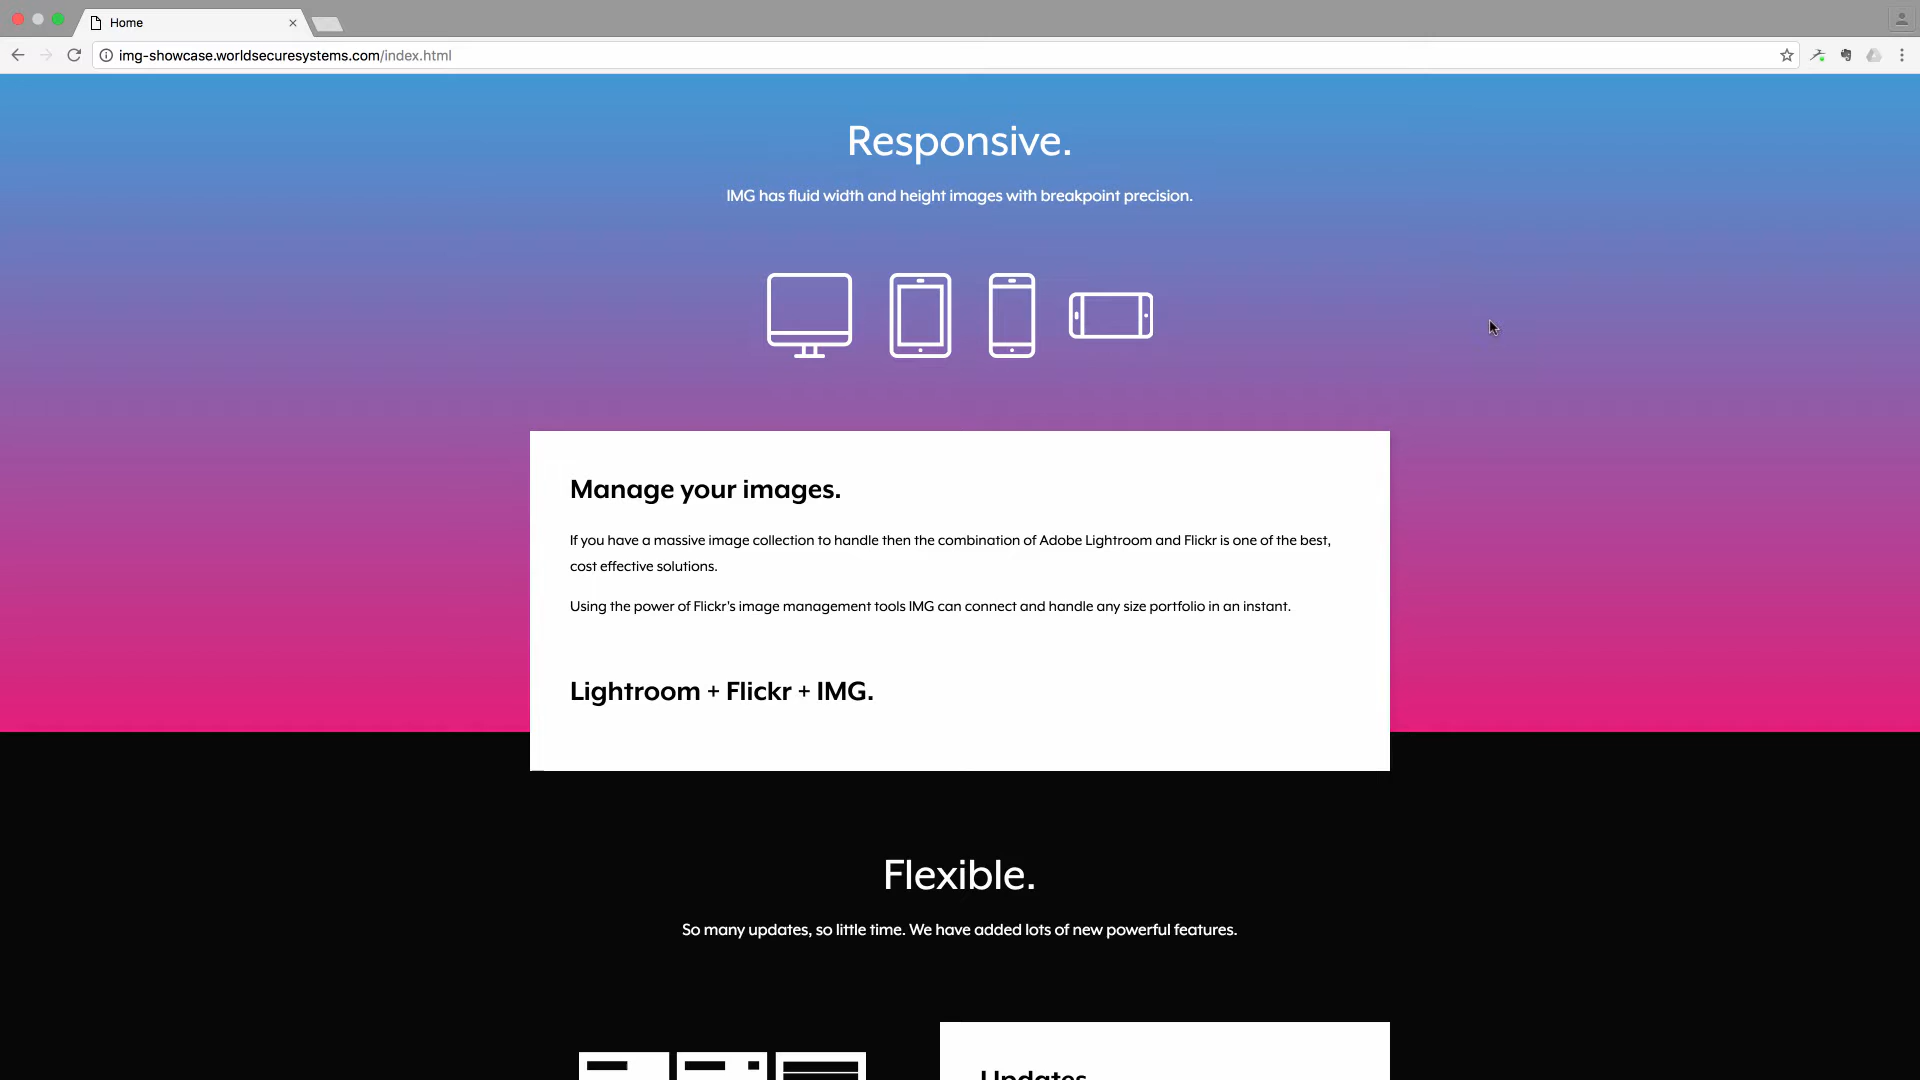 Home
img-showcase.worldsecuresystems.com/index.html
Responsive.
IMG has fluid width and height images with breakpoint precision.
Manage your images.
If you have a massive image collection to handle then the combination of Adobe Lightroom and Flickr is one of the best,
cost effective solutions.
Using the power of Flickr's image management tools IMG can connect and handle any size portfolio in an instant.
Lightroom + Flickr + IMG.
Flexible.
So many updates, so little time. We have added lots of new powerful features.
Updates